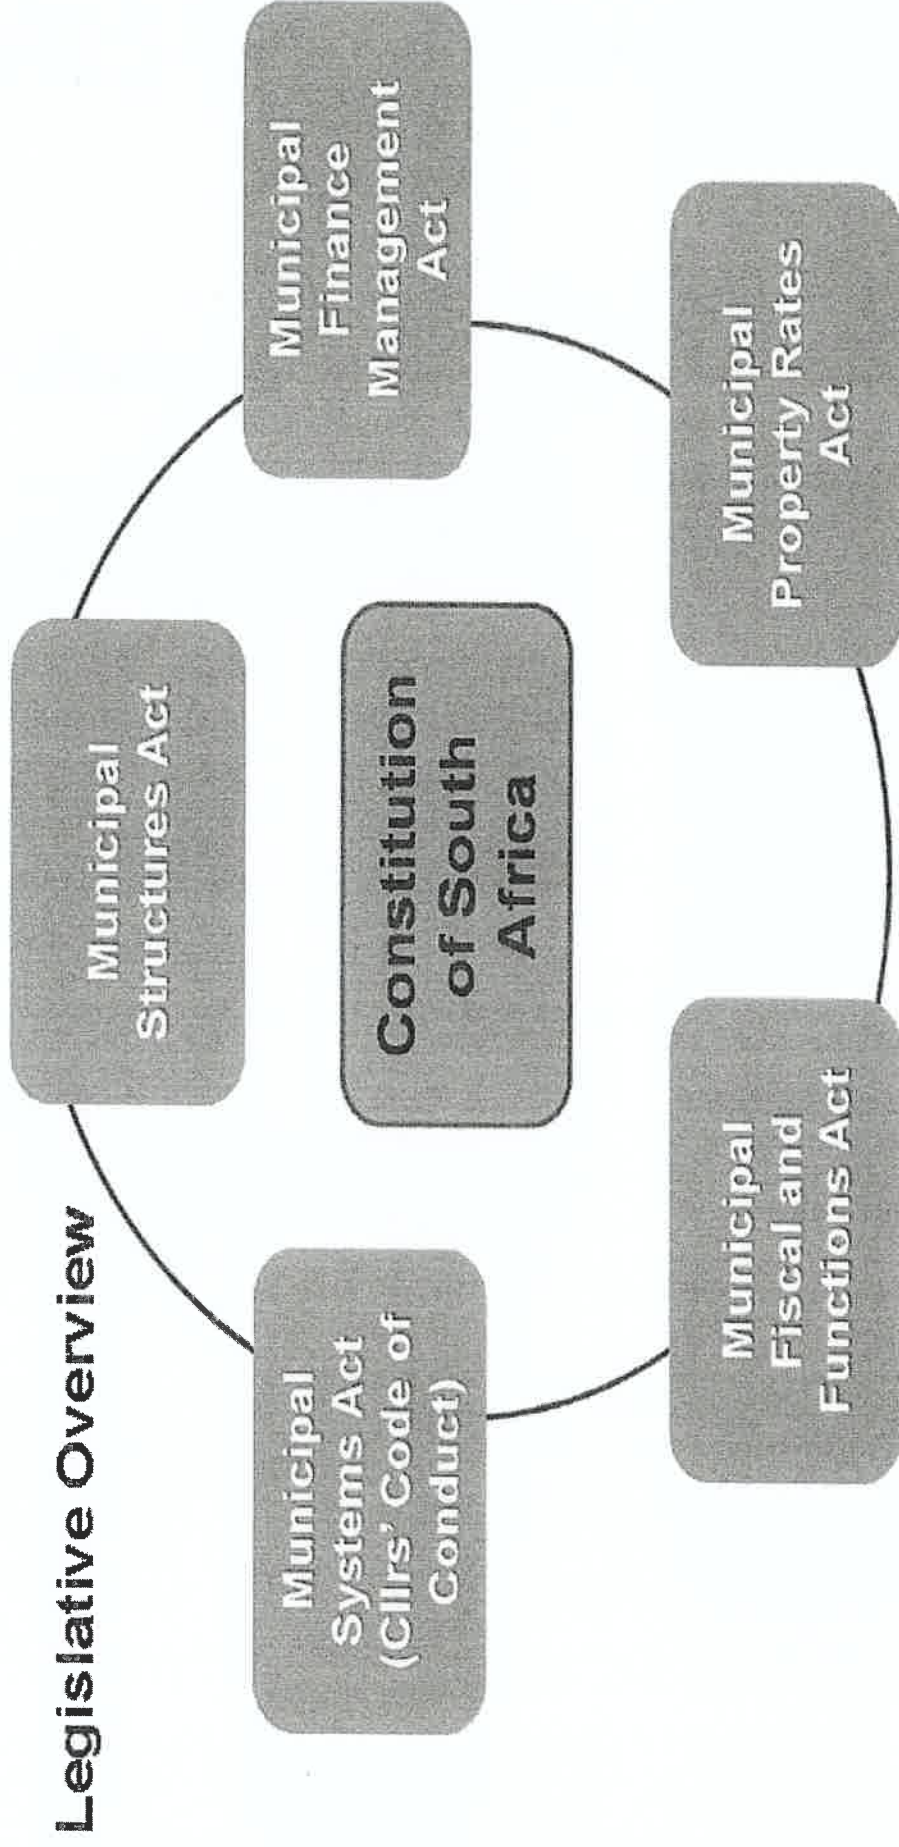 Legislative Overview
Municipal
Structures Act
Municipal
Finance
Management
Act
Municipal
Property Rates
Act
Municipal
Fiscal and
Functions Act
Municipal
Systems Act
(Cllrs’ Code of
Conduct)
Constitution
of South
Africa